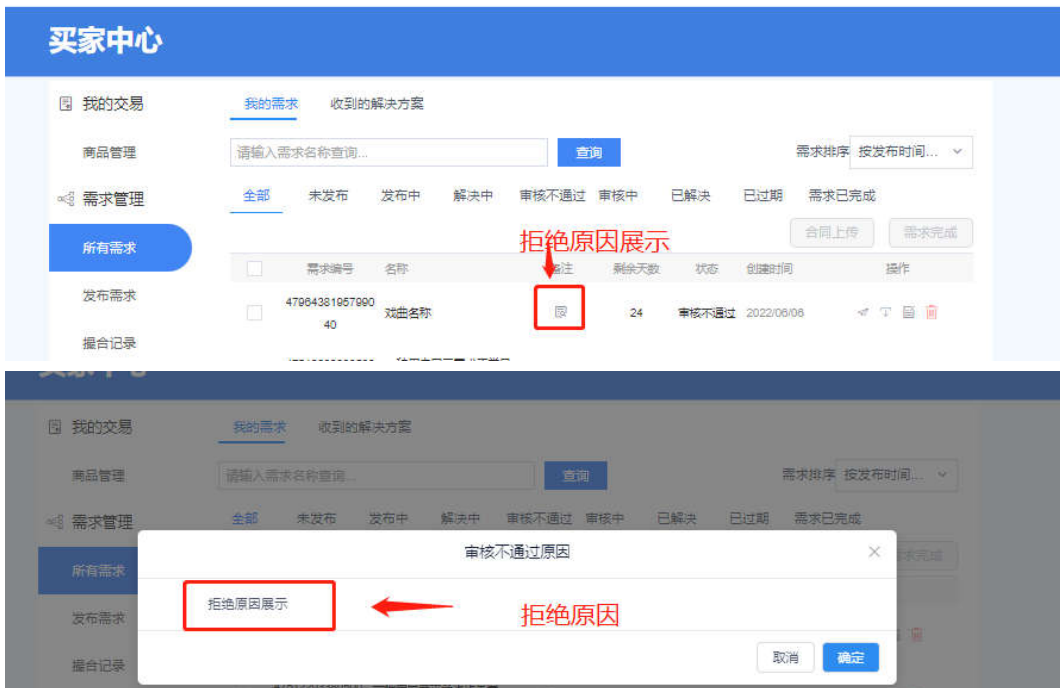 买家中心
我的交易 我的需求 收到的解决方案
商品管理 请输入需求名称查询... 查询 需求排序 按发布时间...
需求管理 全部 未发布 发布中 解决中 审核不通过 审核中 已解决 已过期 需求已完成
合同上传 需求完成
拒绝原因展示
所有需求
需求编号 名称 备注 剩余天数 状态 创建时间 操作
发布需求
47964381957990
40 戏曲名称 24 审核不通过 2022/06/06
撮合记录
我的交易 我的需求 收到的解决方案
商品管理 请输入需求名称查询... 查询 需求排序 按发布时间...
需求管理 全部 未发布 发布中 解决中 审核不通过 审核中 已解决 已过期 需求已完成
审核不通过原因
所有需求 需求完成
拒绝原因展示 拒绝原因
发布需求
取消 确定
撮合记录